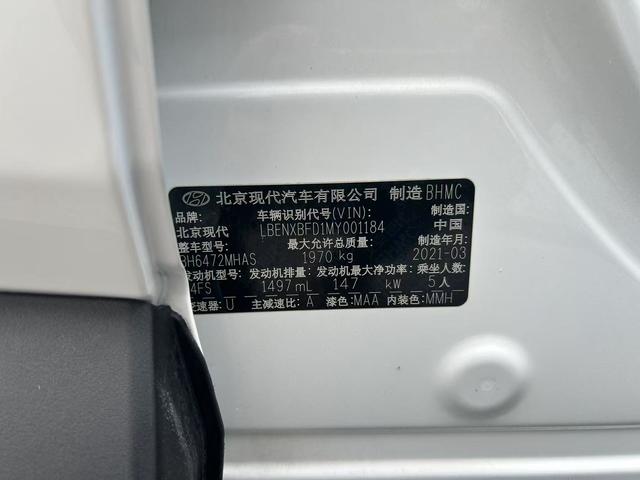 北京现代汽车有限公司 制造 BHMC
品牌: 车辆识别代号(VIN): 制造国:
北京现代 LBENXBFD1MY001184 中国
整车型号: 最大允许总质量: 制造年月:
BH6472MHAS 1970 kg 2021-03
发动机型号: 发动机排量: 发动机最大净功率: 乘坐人数:
4FS 1497 mL 147 kW 5人
变速器: U 主减速比: A 漆色: MAA 内装色: MMH